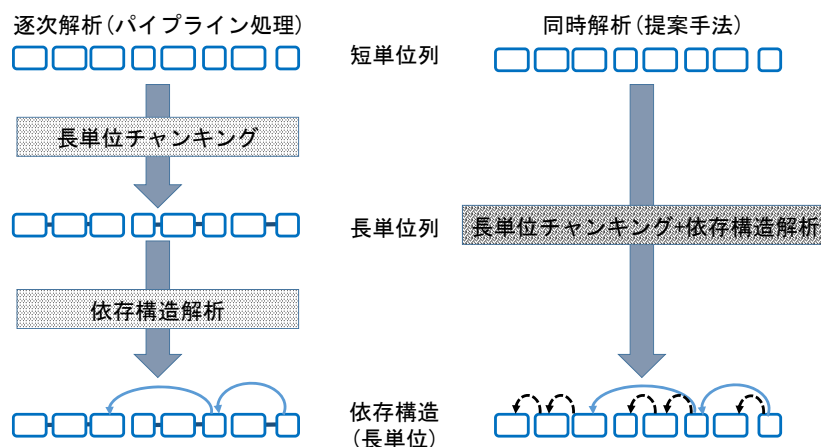 逐次解析(パイプライン処理)
同時解析(提案手法)
短単位列
長単位チャンキング
長単位列
長単位チャンキング+依存構造解析
依存構造解析
依存構造
(長単位)